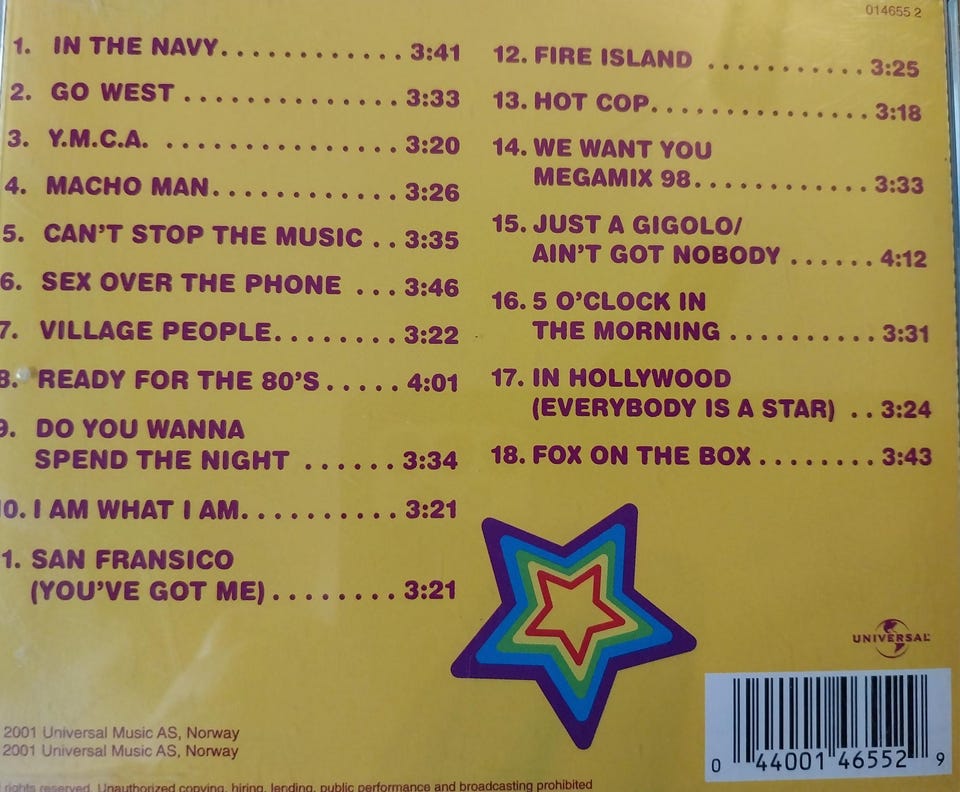 014655 2
1. IN THE NAVY............ 3:41
2. GO WEST .............. 3:33
3. Y.M.C.A. ............... 3:20
4. MACHO MAN............ 3:26
5. CAN'T STOP THE MUSIC .. 3:35
6. SEX OVER THE PHONE ... 3:46
7. VILLAGE PEOPLE........ 3:22
8. READY FOR THE 80'S..... 4:01
9. DO YOU WANNA
SPEND THE NIGHT ...... 3:34
10. I AM WHAT I AM.......... 3:21
1. SAN FRANSICO
(YOU'VE GOT ME)........ 3:21
12. FIRE ISLAND ........... 3:25
13. HOT COP............... 3:18
14. WE WANT YOU
MEGAMIX 98............ 3:33
15. JUST A GIGOLO/
AIN'T GOT NOBODY ...... 4:12
16. 5 O'CLOCK IN
THE MORNING .......... 3:31
17. IN HOLLYWOOD
(EVERYBODY IS A STAR) .. 3:24
18. FOX ON THE BOX........ 3:43
UNIVERSAL
2001 Universal Music AS, Norway
2001 Universal Music AS, Norway
rights reserved. Unauthorized copying, hiring, lending, public performance and broadcasting prohibited
0 44001 46552 9